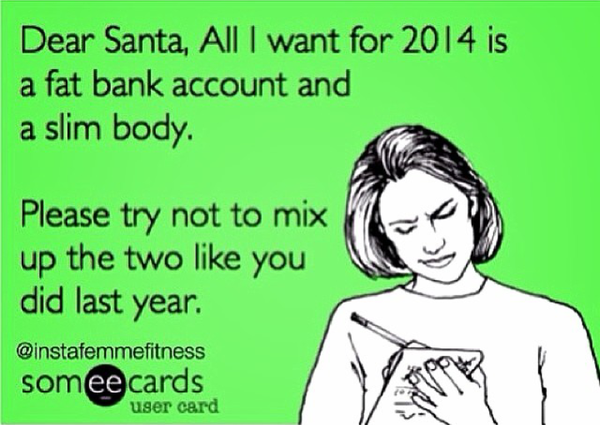 Dear Santa, All I want for 2014 is
a fat bank account and
a slim body.
Please try not to mix
up the two like you
did last year.
@instafemmefitness
someecards
user card